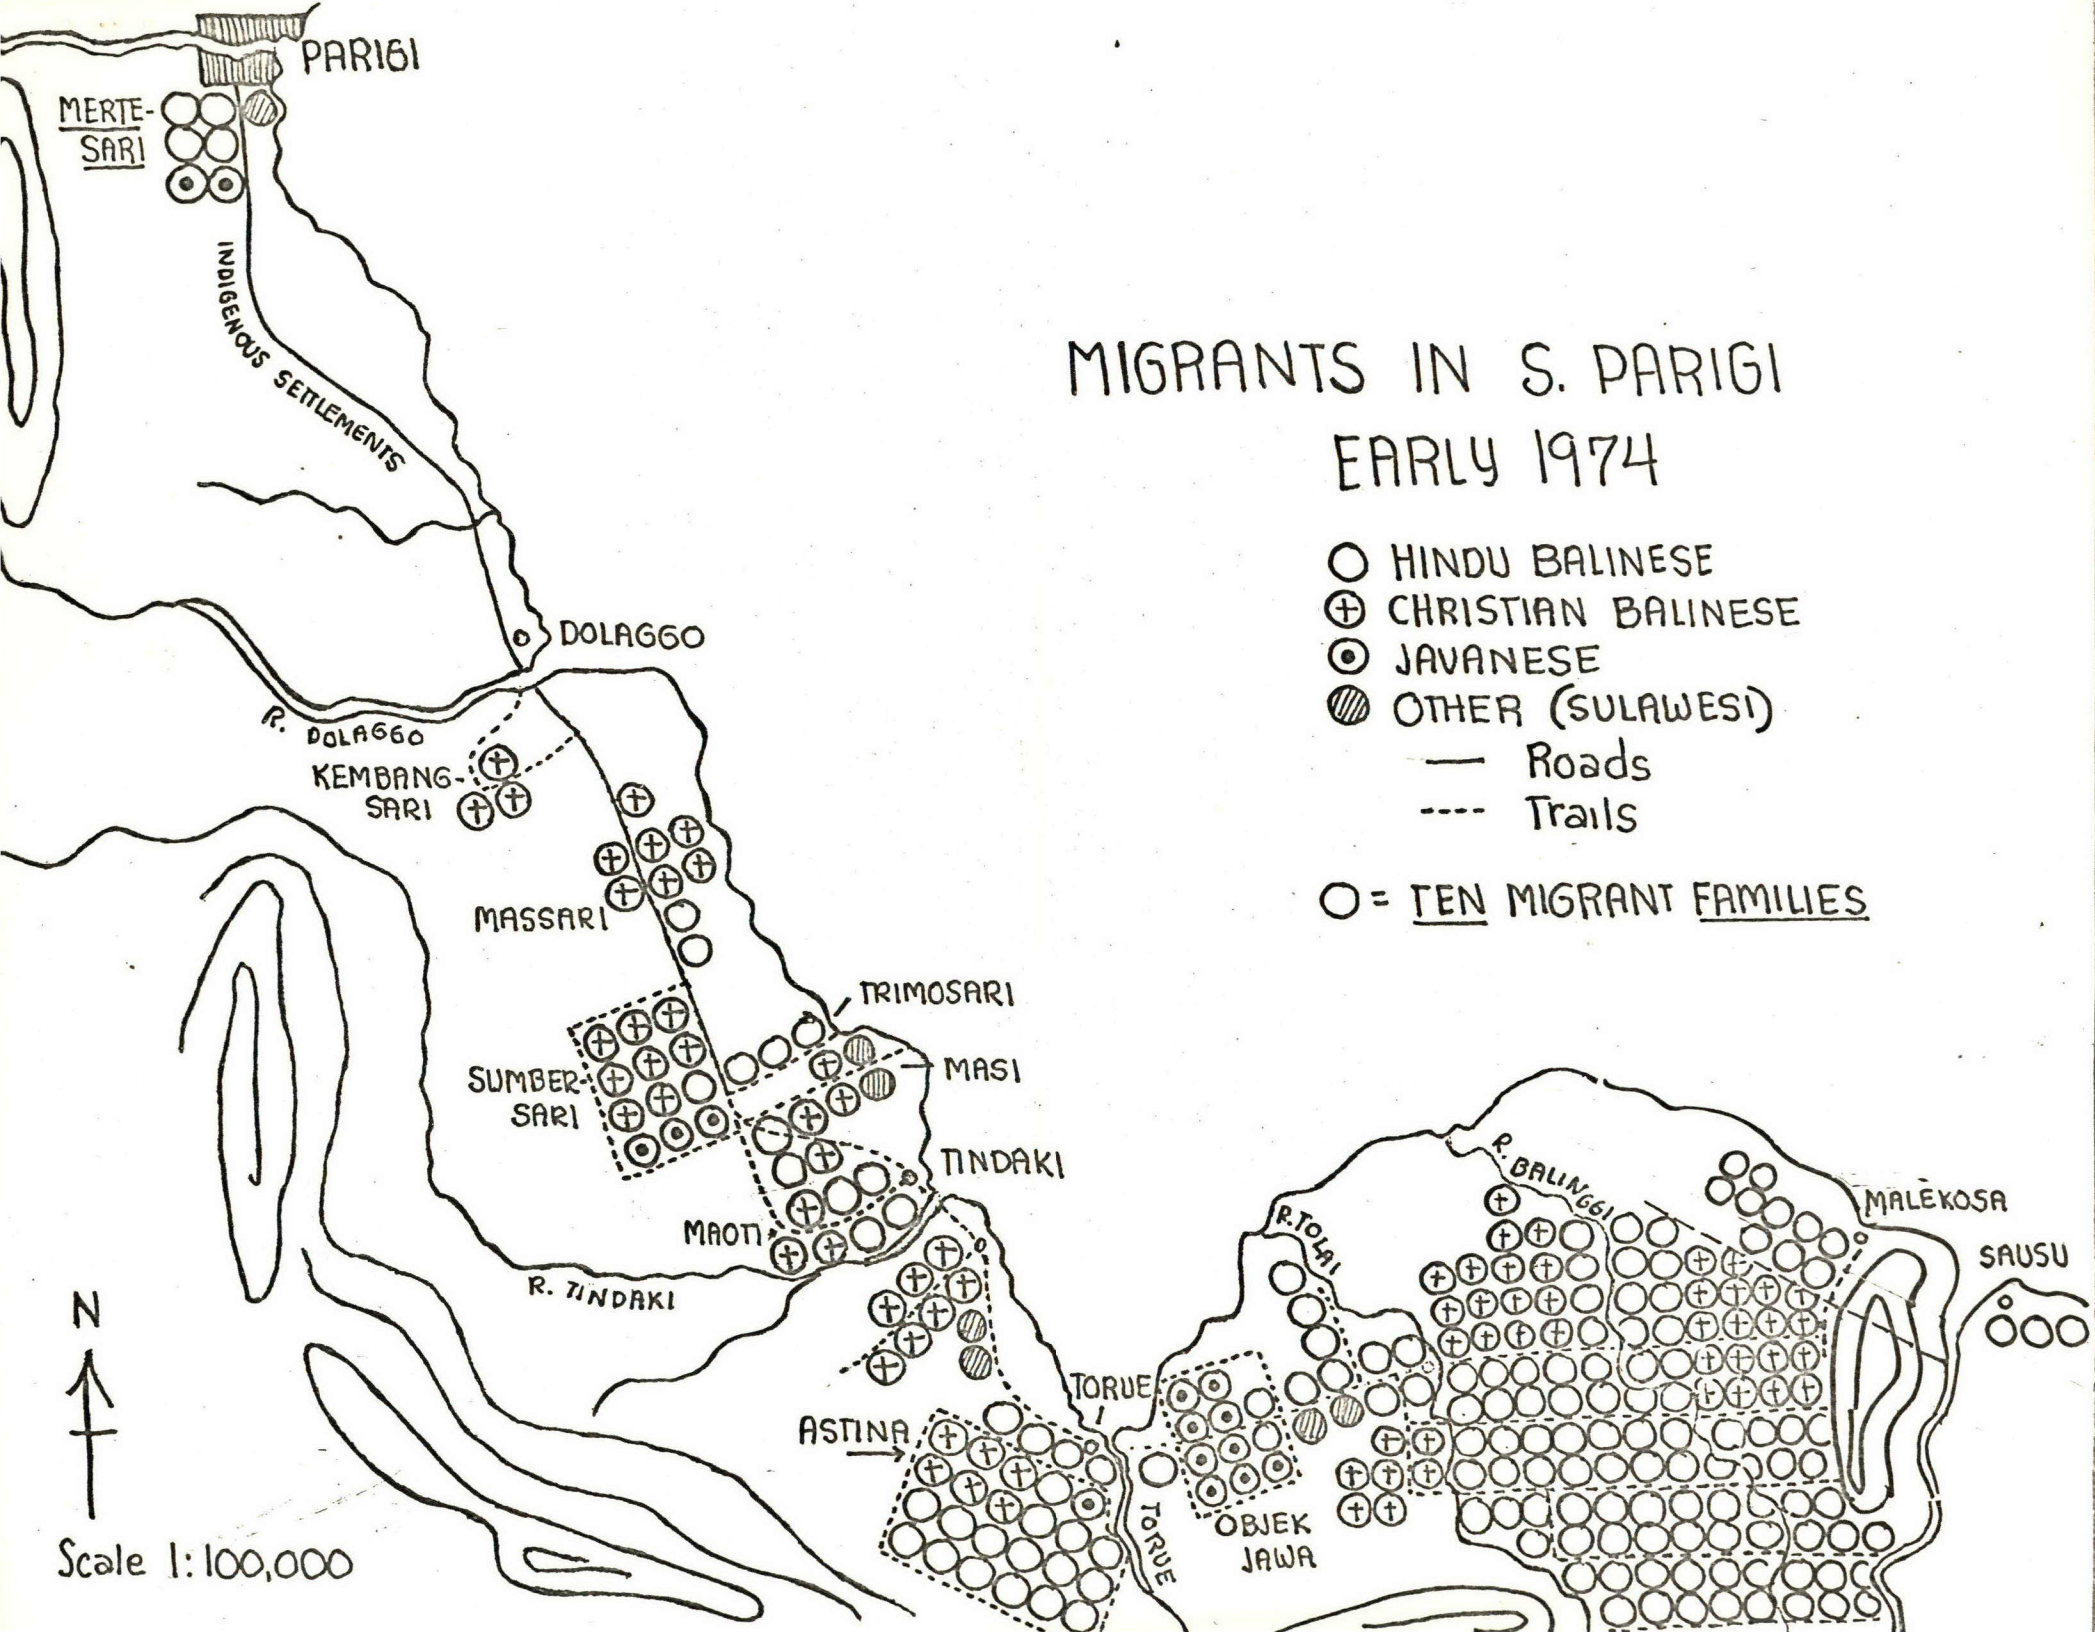 PARIGI
MERTE-
SARI
INDIGENOUS SETTLEMENTS
MIGRANTS IN S. PARIGI
EARLY 1974
HINDU BALINESE
CHRISTIAN BALINESE
JAVANESE
OTHER (SULAWESI)
Roads
Trails
O = TEN MIGRANT FAMILIES
DOLAGGO
R. DOLAGGO
KEMBANG-
SARI
MASSARI
TRIMOSARI
SUMBER-
SARI
MASI
TINDAKI
MAOTI
R. TINDAKI
R. BALINGGI
MALÈKOSA
SAUSU
R. TOLAI
TORUE
ASTINA
TORUE
OBJEK
JAWA
N
Scale 1:100,000